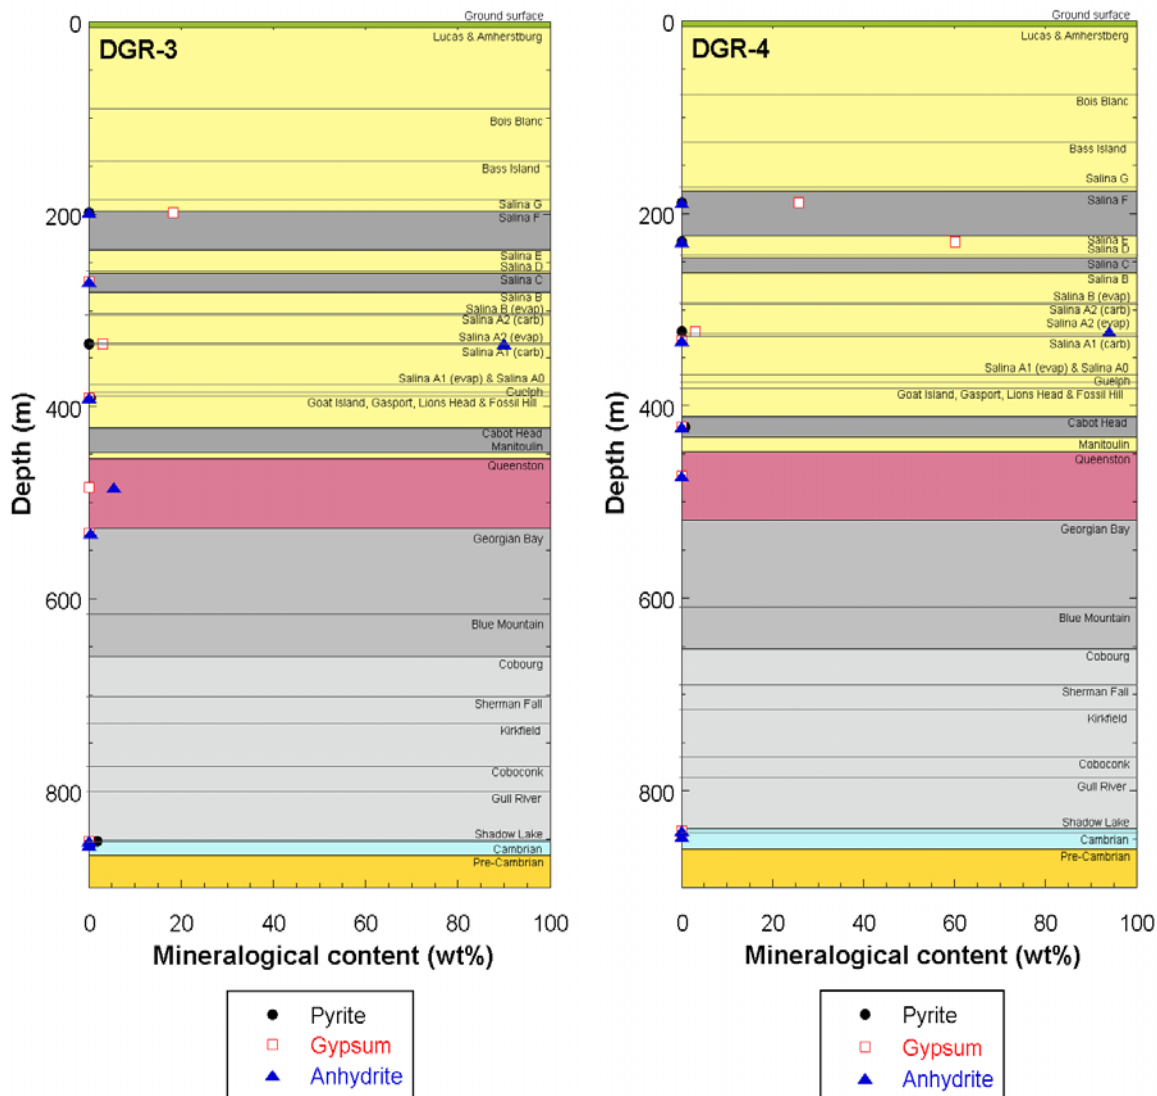 Ground surface
0
Lucas & Amherstburg
DGR-3
Bois Blanc
Bass Island
Salina G
200
Salina F
Salina E
Salina D
Salina C
Salina B
Salina B (evap)
Salina A2 (carb)
Salina A2 (evap)
Salina A1 (carb)
Salina A1 (evap) & Salina A0
Guelph
Goat Island, Gasport, Lions Head & Fossil Hill
400
Cabot Head
Manitoulin
Queenston
Georgian Bay
600
Blue Mountain
Cobourg
Sherman Fall
Kirkfield
Coboconk
800
Gull River
Shadow Lake
Cambrian
Pre-Cambrian
Depth (m)
0 20 40 60 80 100
Mineralogical content (wt%)
Pyrite
Gypsum
Anhydrite
Ground surface
0
Lucas & Amherstberg
DGR-4
Bois Blanc
Bass Island
Salina G
Salina F
200
Salina E
Salina D
Salina C
Salina B
Salina B (evap)
Salina A2 (carb)
Salina A2 (evap)
Salina A1 (carb)
Salina A1 (evap) & Salina A0
Guelph
Goat Island, Gasport, Lions Head & Fossil Hill
400
Cabot Head
Manitoulin
Queenston
Georgian Bay
600
Blue Mountain
Cobourg
Sherman Fall
Kirkfield
Coboconk
Gull River
800
Shadow Lake
Cambrian
Pre-Cambrian
Depth (m)
0 20 40 60 80 100
Mineralogical content (wt%)
Pyrite
Gypsum
Anhydrite